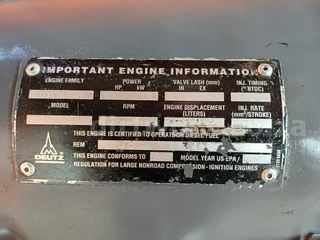 IMPORTANT ENGINE INFORMATION
ENGINE FAMILY POWER VALVE LASH (mm) INJ. TIMING
HP, kW IN EX (° BTDC)
MODEL RPM ENGINE DISPLACEMENT INJ. RATE
(LITERS) (mm³/STROKE)
THIS ENGINE IS CERTIFIED TO OPERATE ON DIESEL FUEL
REM
DEUTZ
THIS ENGINE CONFORMS TO MODEL YEAR US EPA /
REGULATION FOR LARGE NONROAD COMPRESSION - IGNITION ENGINES